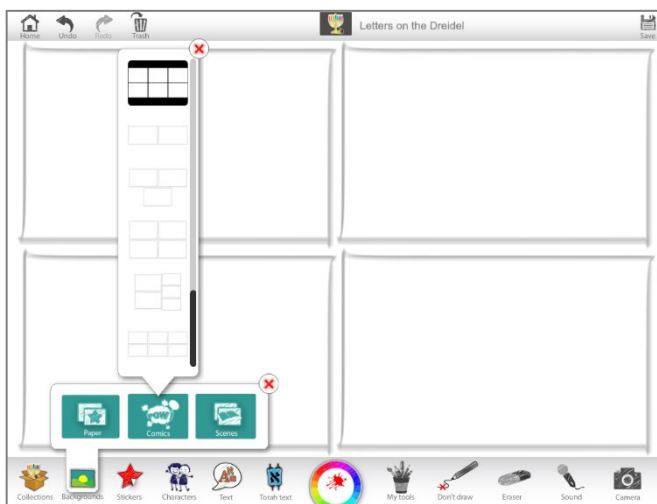 Home Undo Redo Trash Letters on the Dreidel Save
POW
Paper Comics Scenes
Collections Backgrounds Stickers Characters Text Torah text My tools Don't draw Eraser Sound Camera